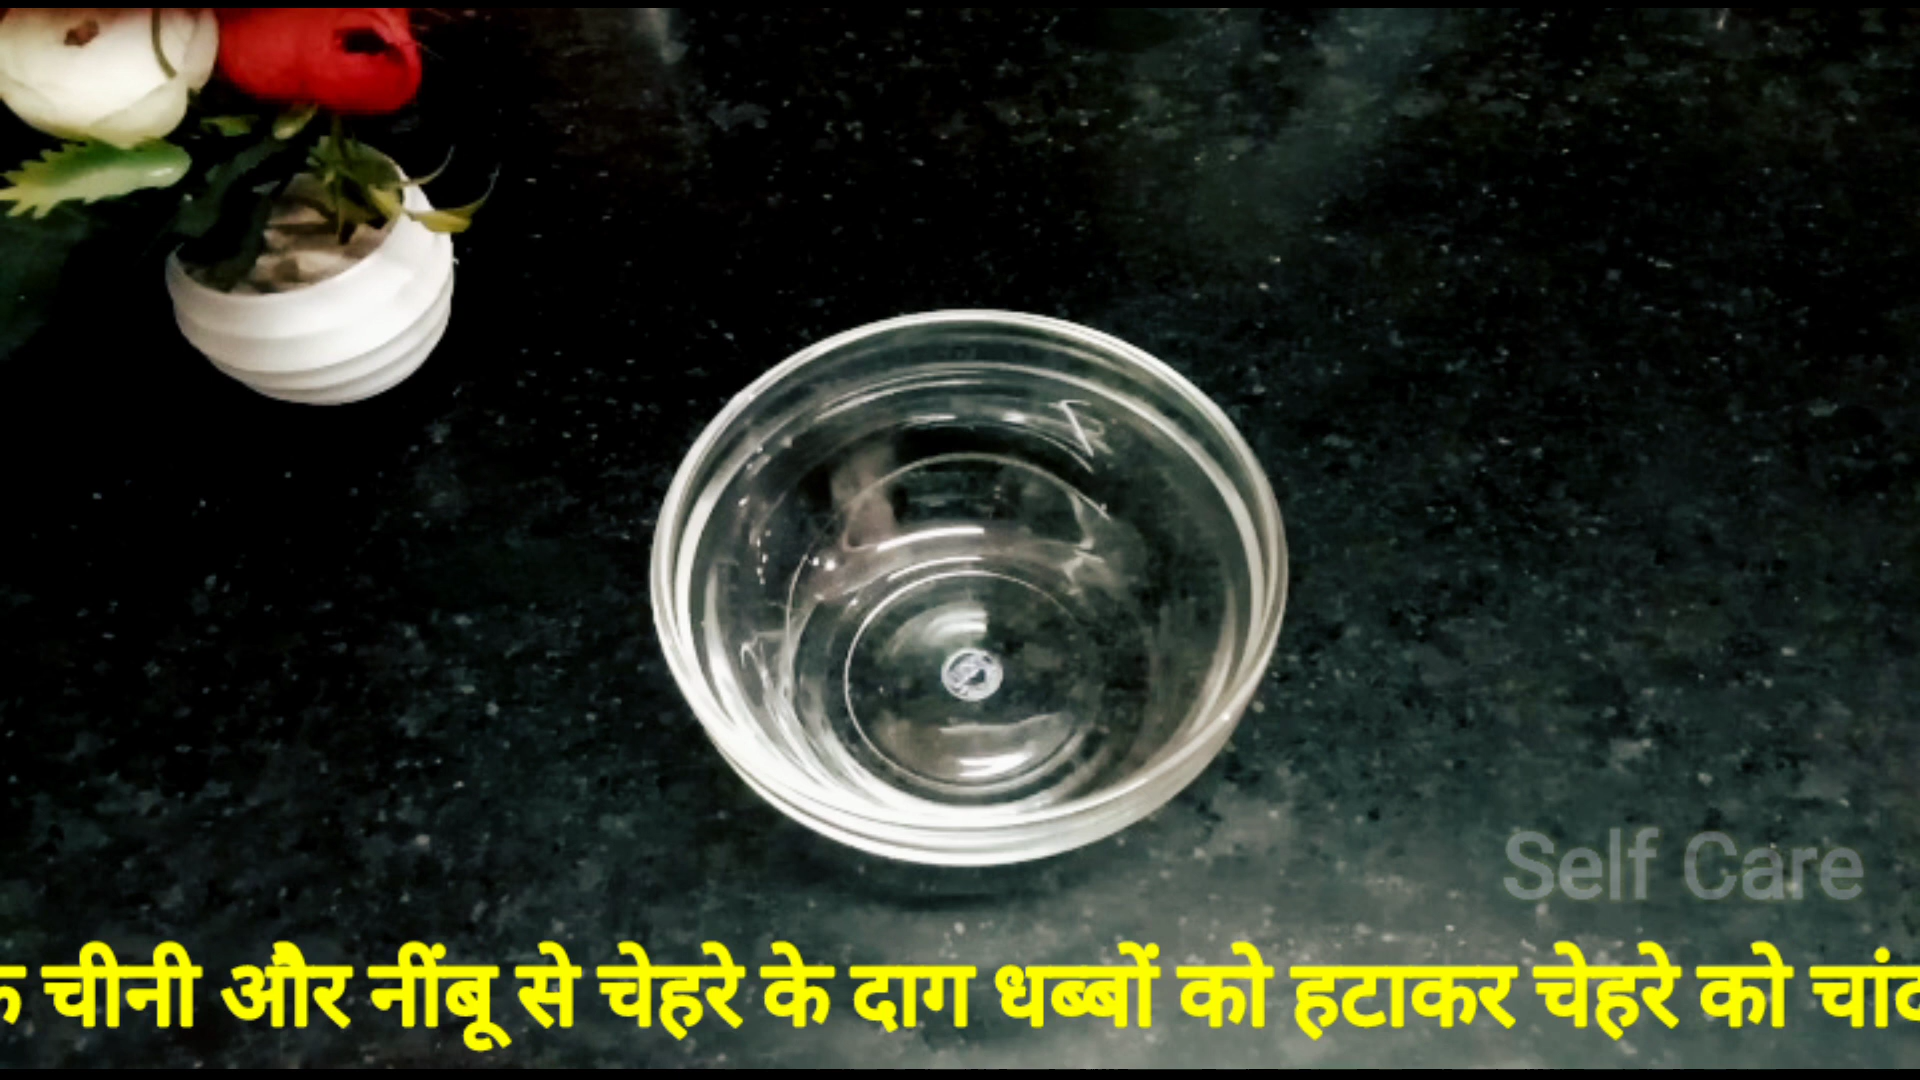 Self Care
चीनी और नींबू से चेहरे के दाग धब्बों को हटाकर चेहरे को